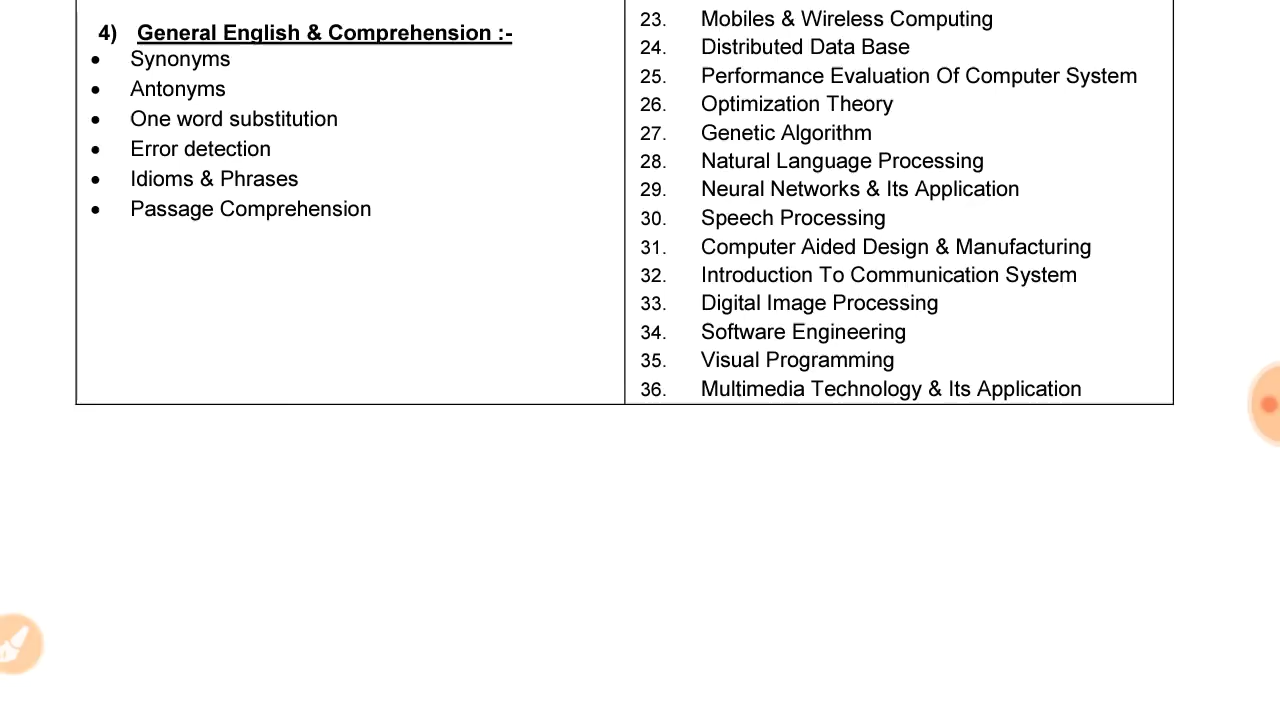 4) General English & Comprehension :-
• Synonyms
• Antonyms
• One word substitution
• Error detection
• Idioms & Phrases
• Passage Comprehension
23. Mobiles & Wireless Computing
24. Distributed Data Base
25. Performance Evaluation Of Computer System
26. Optimization Theory
27. Genetic Algorithm
28. Natural Language Processing
29. Neural Networks & Its Application
30. Speech Processing
31. Computer Aided Design & Manufacturing
32. Introduction To Communication System
33. Digital Image Processing
34. Software Engineering
35. Visual Programming
36. Multimedia Technology & Its Application